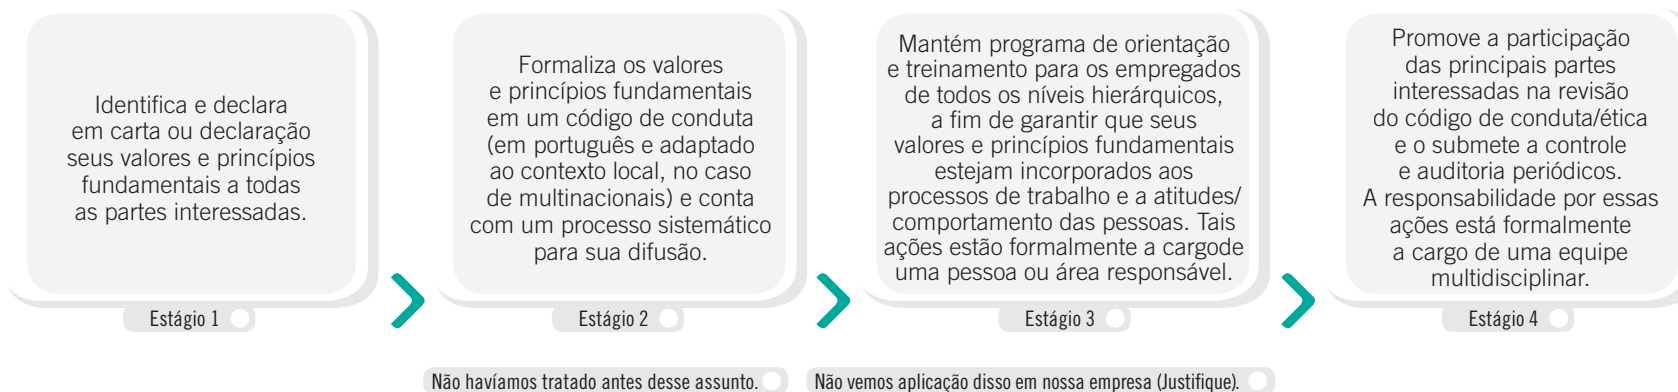 Identifica e declara
em carta ou declaração
seus valores e princípios
fundamentais a todas
as partes interessadas.
Estágio 1
Formaliza os valores
e princípios fundamentais
em um código de conduta
(em português e adaptado
ao contexto local, no caso
de multinacionais) e conta
com um processo sistemático
para sua difusão.
Estágio 2
Mantém programa de orientação
e treinamento para os empregados
de todos os níveis hierárquicos,
a fim de garantir que seus
valores e princípios fundamentais
estejam incorporados aos
processos de trabalho e a atitudes/
comportamento das pessoas. Tais
ações estão formalmente a cargode
uma pessoa ou área responsável.
Estágio 3
Promove a participação
das principais partes
interessadas na revisão
do código de conduta/ética
e o submete a controle
e auditoria periódicos.
A responsabilidade por essas
ações está formalmente
a cargo de uma equipe
multidisciplinar.
Estágio 4
Não havíamos tratado antes desse assunto.
Não vemos aplicação disso em nossa empresa (Justifique).